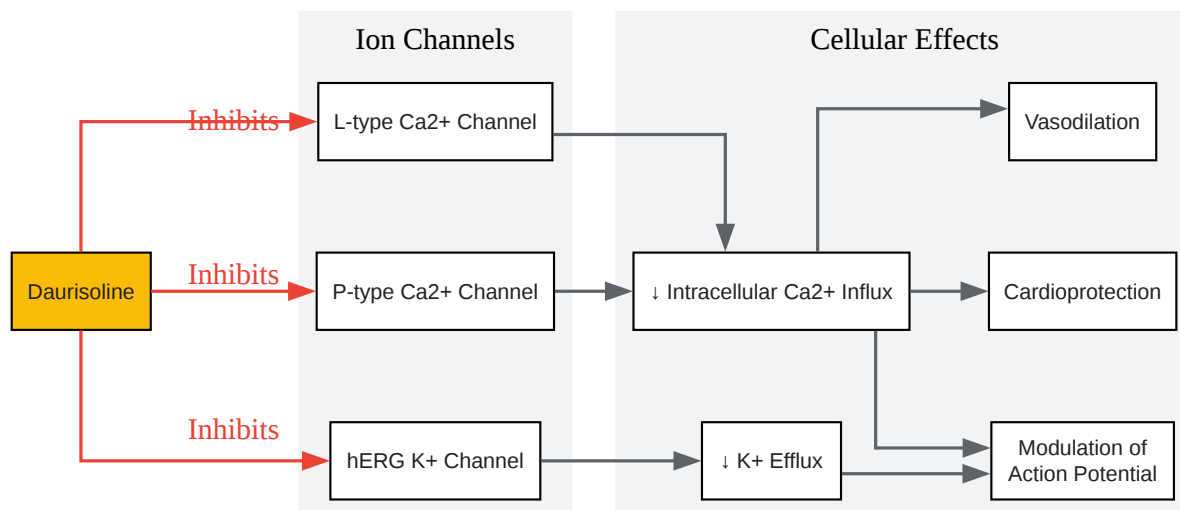 Ion Channels
Cellular Effects
Inhibits
L-type Ca2+ Channel
Vasodilation
Daurisoline
Inhibits
P-type Ca2+ Channel
↓ Intracellular Ca2+ Influx
Cardioprotection
Inhibits
hERG K+ Channel
↓ K+ Efflux
Modulation of
Action Potential